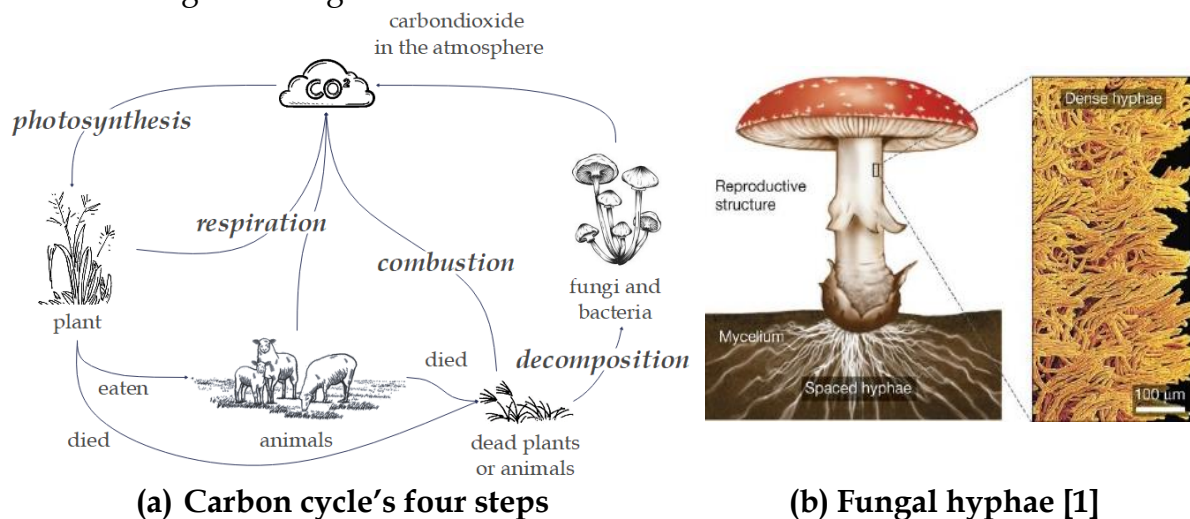 carbondioxide
in the atmosphere
CO2
photosynthesis
respiration
combustion
plant
fungi and
bacteria
decomposition
eaten
died
died
animals
dead plants
or animals
(a) Carbon cycle's four steps
Reproductive
structure
Dense hyphae
Mycelium
Spaced hyphae
100 µm
(b) Fungal hyphae [1]